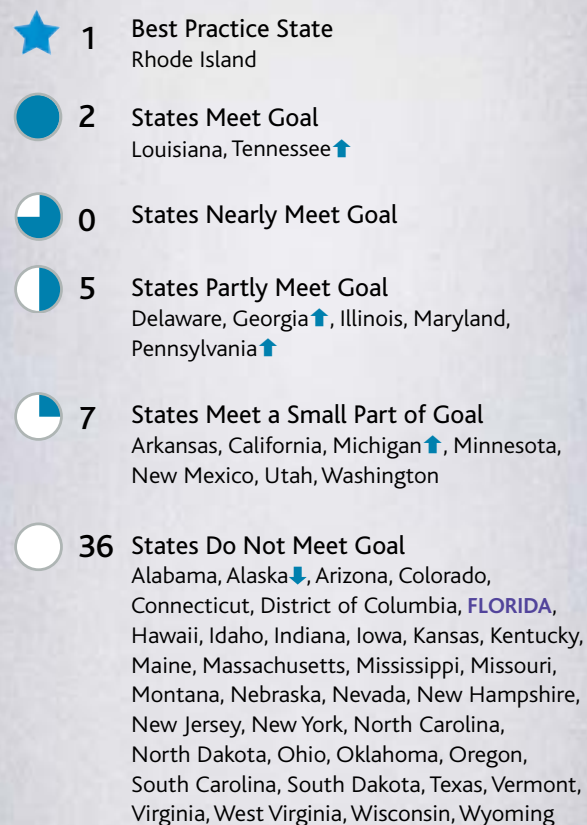 1 Best Practice State
Rhode Island
2 States Meet Goal
Louisiana, Tennessee⬆
0 States Nearly Meet Goal
5 States Partly Meet Goal
Delaware, Georgia⬆, Illinois, Maryland,
Pennsylvania⬆
7 States Meet a Small Part of Goal
Arkansas, California, Michigan⬆, Minnesota,
New Mexico, Utah, Washington
36 States Do Not Meet Goal
Alabama, Alaska⬇, Arizona, Colorado,
Connecticut, District of Columbia, FLORIDA,
Hawaii, Idaho, Indiana, Iowa, Kansas, Kentucky,
Maine, Massachusetts, Mississippi, Missouri,
Montana, Nebraska, Nevada, New Hampshire,
New Jersey, New York, North Carolina,
North Dakota, Ohio, Oklahoma, Oregon,
South Carolina, South Dakota, Texas, Vermont,
Virginia, West Virginia, Wisconsin, Wyoming